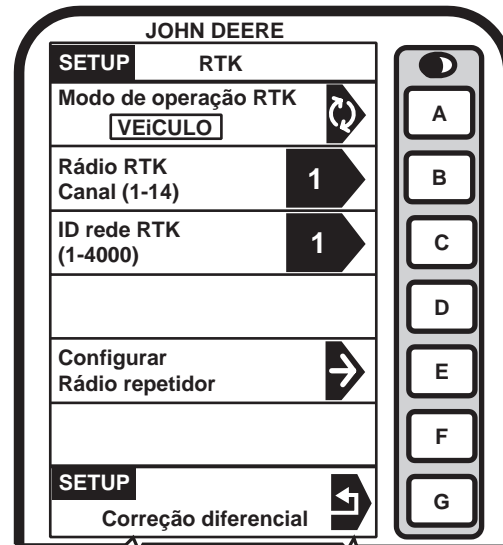 JOHN DEERE
SETUP RTK
Modo de operação RTK
VEiCULO
A
Rádio RTK
Canal (1-14)
1
B
ID rede RTK
(1-4000)
1
C
D
Configurar
Rádio repetidor
E
F
SETUP
Correção diferencial
G